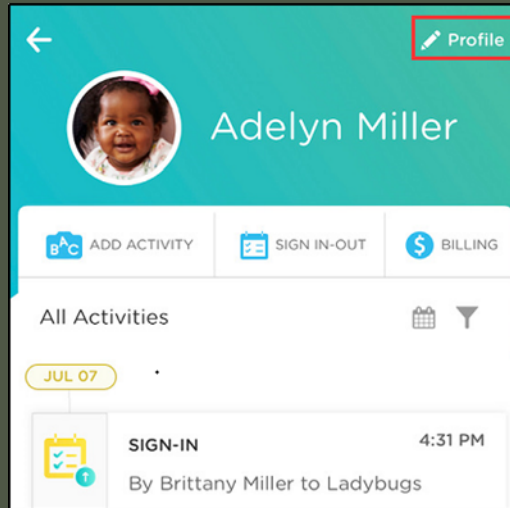 Profile
Adelyn Miller
BAC ADD ACTIVITY
SIGN IN-OUT
$ BILLING
All Activities
JUL 07
SIGN-IN
4:31 PM
By Brittany Miller to Ladybugs